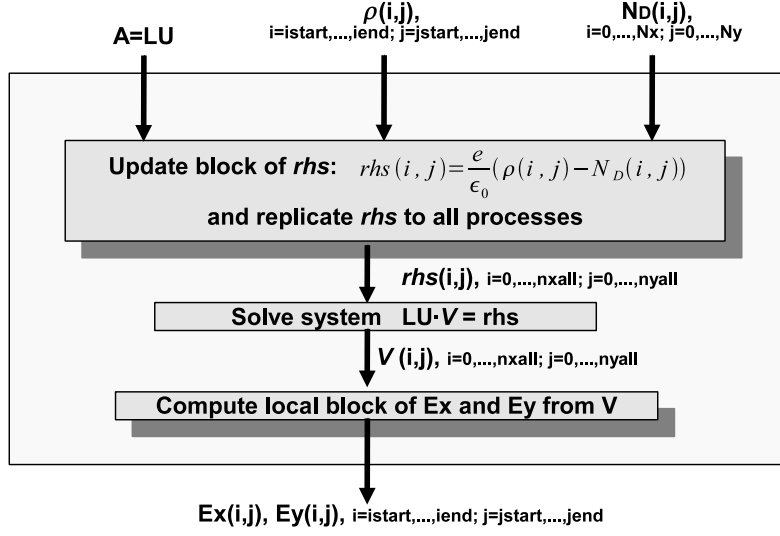 ρ(i,j),
i=istart,...,iend; j=jstart,...,jend
ND(i,j),
i=0,...,Nx; j=0,...,Ny
A=LU
Update block of rhs: rhs(i,j)=e/ϵ₀(ρ(i,j)−N_D(i,j))
and replicate rhs to all processes
rhs(i,j), i=0,...,nxall; j=0,...,nyall
Solve system LU·V = rhs
V(i,j), i=0,...,nxall; j=0,...,nyall
Compute local block of Ex and Ey from V
Ex(i,j), Ey(i,j), i=istart,...,iend; j=jstart,...,jend